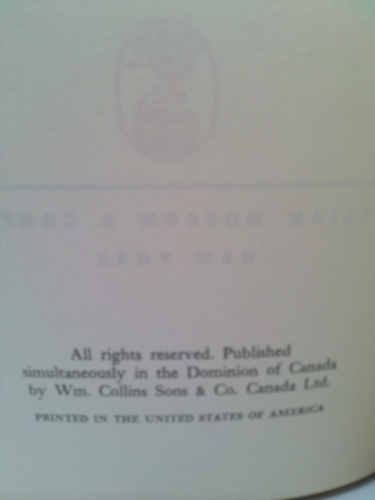 All rights reserved. Published
simultaneously in the Dominion of Canada
by Wm. Collins Sons & Co. Canada Ltd.
PRINTED IN THE UNITED STATES OF AMERICA